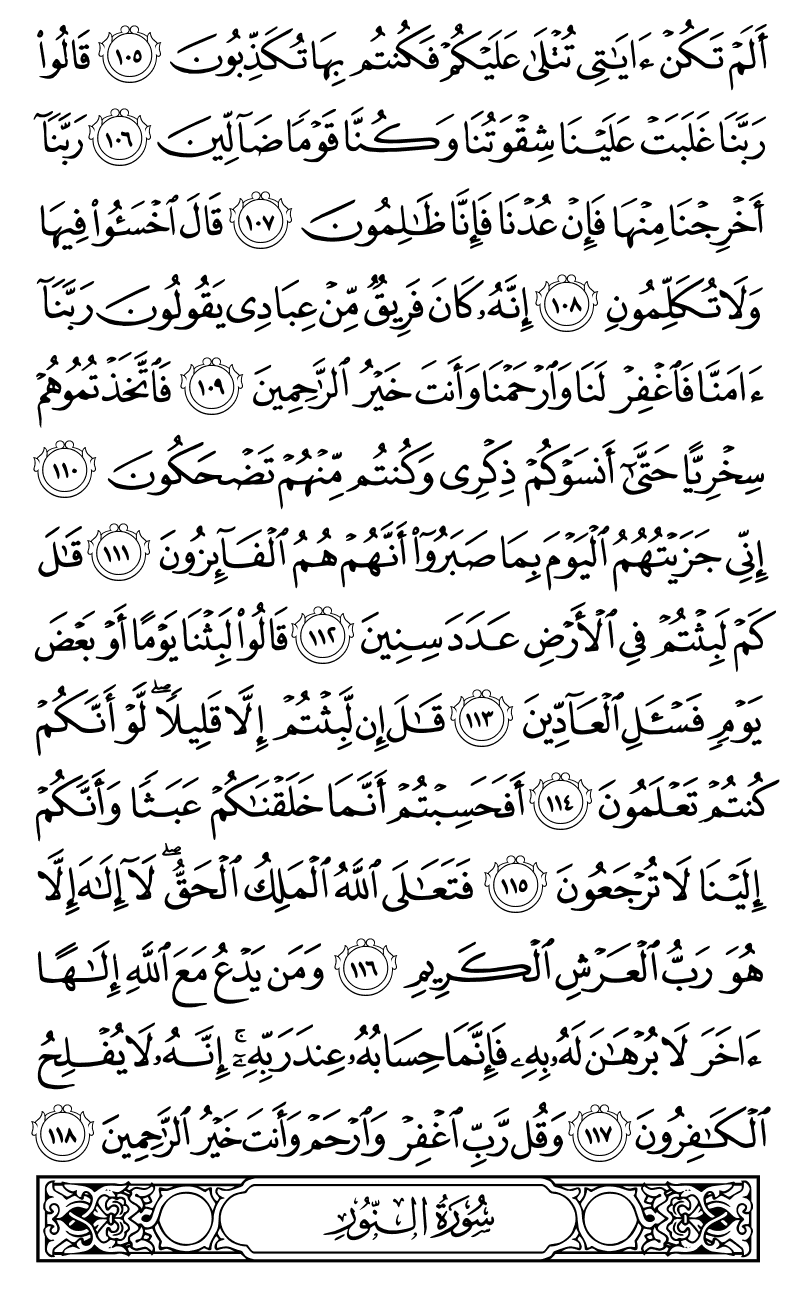 أَلَمْ تَكُنْ ءَايَٰتِى تُتْلَىٰ عَلَيْكُمْ فَكُنتُم بِهَا تُكَذِّبُونَ ١٠٥ قَالُوا۟
رَبَّنَا غَلَبَتْ عَلَيْنَا شِقْوَتُنَا وَكُنَّا قَوْمًا ضَآلِّينَ ١٠٦ رَبَّنَآ
أَخْرِجْنَا مِنْهَا فَإِنْ عُدْنَا فَإِنَّا ظَٰلِمُونَ ١٠٧ قَالَ ٱخْسَـُٔوا۟ فِيهَا
وَلَا تُكَلِّمُونِ ١٠٨ إِنَّهُۥ كَانَ فَرِيقٌ مِّنْ عِبَادِى يَقُولُونَ رَبَّنَآ
ءَامَنَّا فَٱغْفِرْ لَنَا وَٱرْحَمْنَا وَأَنتَ خَيْرُ ٱلرَّٰحِمِينَ ١٠٩ فَٱتَّخَذْتُمُوهُمْ
سِخْرِيًّا حَتَّىٰٓ أَنسَوْكُمْ ذِكْرِى وَكُنتُم مِّنْهُمْ تَضْحَكُونَ ١١٠
إِنِّى جَزَيْتُهُمُ ٱلْيَوْمَ بِمَا صَبَرُوٓا۟ أَنَّهُمْ هُمُ ٱلْفَآئِزُونَ ١١١ قَٰلَ
كَمْ لَبِثْتُمْ فِى ٱلْأَرْضِ عَدَدَ سِنِينَ ١١٢ قَالُوا۟ لَبِثْنَا يَوْمًا أَوْ بَعْضَ
يَوْمٍ فَسْـَٔلِ ٱلْعَآدِّينَ ١١٣ قَٰلَ إِن لَّبِثْتُمْ إِلَّا قَلِيلًا ۖ لَّوْ أَنَّكُمْ
كُنتُمْ تَعْلَمُونَ ١١٤ أَفَحَسِبْتُمْ أَنَّمَا خَلَقْنَٰكُمْ عَبَثًا وَأَنَّكُمْ
إِلَيْنَا لَا تُرْجَعُونَ ١١٥ فَتَعَٰلَى ٱللَّهُ ٱلْمَلِكُ ٱلْحَقُّ ۖ لَآ إِلَٰهَ إِلَّا
هُوَ رَبُّ ٱلْعَرْشِ ٱلْكَرِيمِ ١١٦ وَمَن يَدْعُ مَعَ ٱللَّهِ إِلَٰهًا
ءَاخَرَ لَا بُرْهَٰنَ لَهُۥ بِهِۦ فَإِنَّمَا حِسَابُهُۥ عِندَ رَبِّهِۦٓ ۚ إِنَّهُۥ لَا يُفْلِحُ
ٱلْكَٰفِرُونَ ١١٧ وَقُل رَّبِّ ٱغْفِرْ وَٱرْحَمْ وَأَنتَ خَيْرُ ٱلرَّٰحِمِينَ ١١٨
سُورَةُ النُّورِ